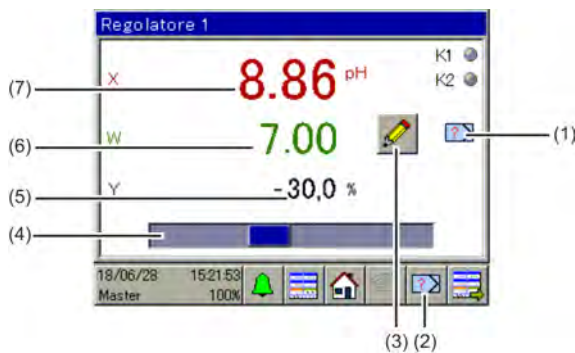 Regolatore 1
K1
X 8.86 pH K2
(7)
W 7.00 ? (1)
(6)
Y -30,0 %
(5)
(4)
18/06/28 15:21:53
Master 100% ?
(3) (2)